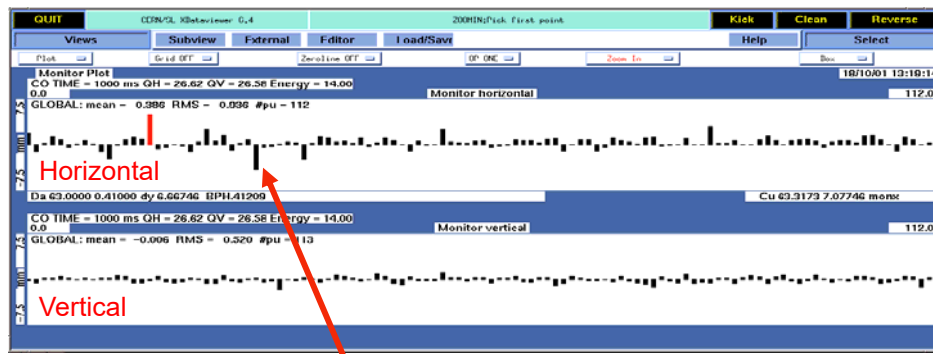 QUIT CERN/SL XDataviewer G.4 ZOOMIN:Pick first point. Kick Clean Reverse
Views Subview External Editor Load/Save Help Select
Plot Grid OFF Zeroline OFF OP ONE Zoom In Box
Monitor Plot 18/10/01 13:19:14
CO TIME = 1000 ms QH = 26.62 QV = 26.58 Energy = 14.00
0.0 Monitor horizontal 112.0
7.5 GLOBAL: mean = 0.386 RMS = 0.936 #pu = 112
mm
-7.5 Horizontal
Da 63.0000 0.41000 dy 6.66746 BPH.41209 Cu 63.3173 7.07746 monx
CO TIME = 1000 ms QH = 26.62 QV = 26.58 Energy = 14.00
0.0 Monitor vertical 112.0
7.5 GLOBAL: mean = -0.006 RMS = 0.520 #pu = 113
mm
-7.5 Vertical